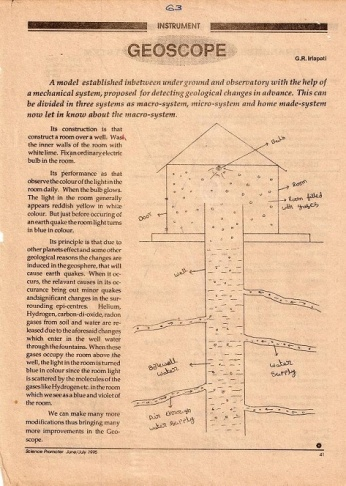 63
INSTRUMENT
GEOSCOPE
G.R. Irlapati
A model established inbetween under ground and observatory with the help of
a mechanical system, proposed for detecting geological changes in advance. This can
be divided in three systems as macro-system, micro-system and home made-system
now let in know about the macro-system.
Its construction is that
construct a room over a well. Wash
the inner walls of the room with
white lime. Fix an ordinary electric
bulb in the room.
Its performance as that
observe the colour of the light in the
room daily. When the bulb glows.
The light in the room generally
appears reddish yellow in white
colour. But just before occuring of
an earth quake the room light turns
in blue in colour.
Its principle is that due to
other planets effect and some other
geological reasons the changes are
induced in the geosphere, that will
cause earth quakes. When it oc-
curs, the relavant causes in its oc-
curance bring out minor quakes
and significant changes in the sur-
rounding epi-centres. Helium,
Hydrogen, carbon-di-oxide, radon
gases from soil and water are re-
leased due to the aforesaid changes
which enter in the well water
through the fountains. When these
gases occupy the room above the
well, the light in the room is turned
blue in colour since the room light
is scattered by the molecules of the
gases like Hydrogen etc. in the room
which we see as a blue and violet of
the room.
We can make many more
modifications thus bringing many
more improvements in the Geo-
scope.
Bulb
Room
Room filled
with gases
Door
Well
Borewell
water
Water
Supply
Air through
water supply
Science Promoter June/July 1995
41